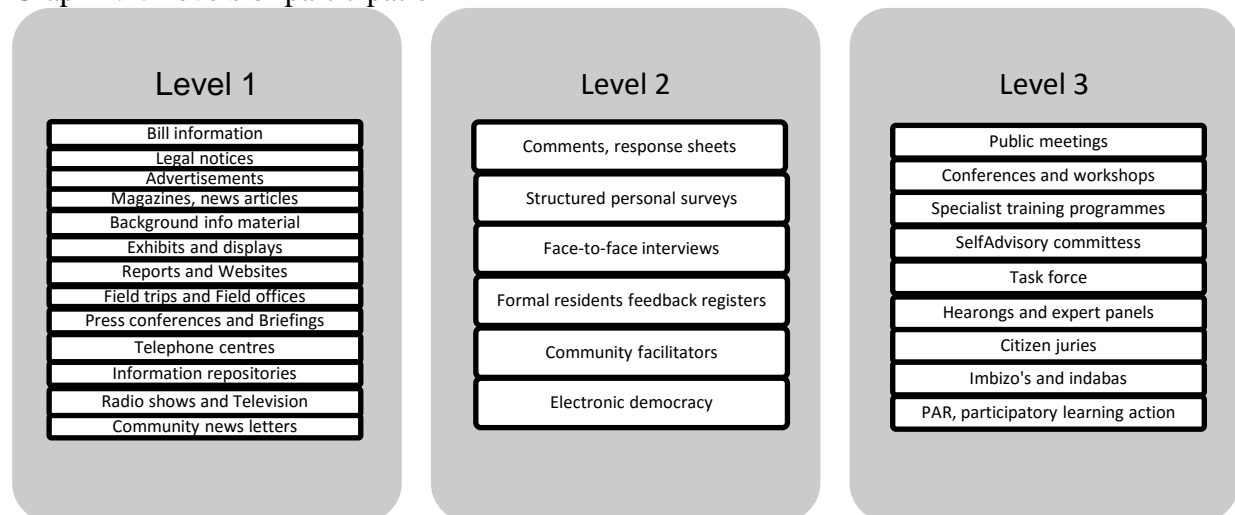 Level 1
Bill information
Legal notices
Advertisements
Magazines, news articles
Background info material
Exhibits and displays
Reports and Websites
Field trips and Field offices
Press conferences and Briefings
Telephone centres
Information repositories
Radio shows and Television
Community news letters
Level 2
Comments, response sheets
Structured personal surveys
Face-to-face interviews
Formal residents feedback registers
Community facilitators
Electronic democracy
Level 3
Public meetings
Conferences and workshops
Specialist training programmes
SelfAdvisory committess
Task force
Hearongs and expert panels
Citizen juries
Imbizo's and indabas
PAR, participatory learning action